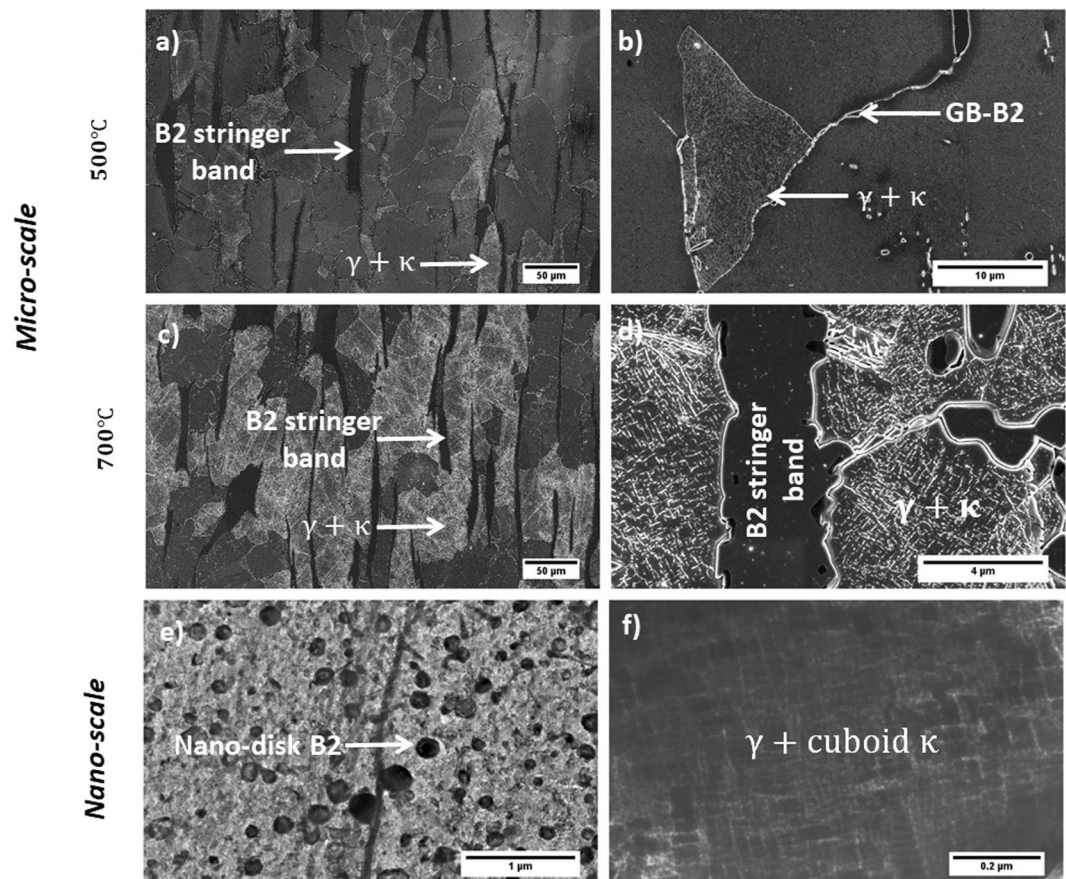 Micro-scale
500°C
a)
B2 stringer
band
γ + κ
50 µm
b)
GB-B2
γ + κ
10 µm
700°C
c)
B2 stringer
band
γ + κ
50 µm
d)
B2 stringer
band
γ + κ
4 µm
Nano-scale
e)
Nano-disk B2
1 µm
f)
γ + cuboid κ
0.2 µm